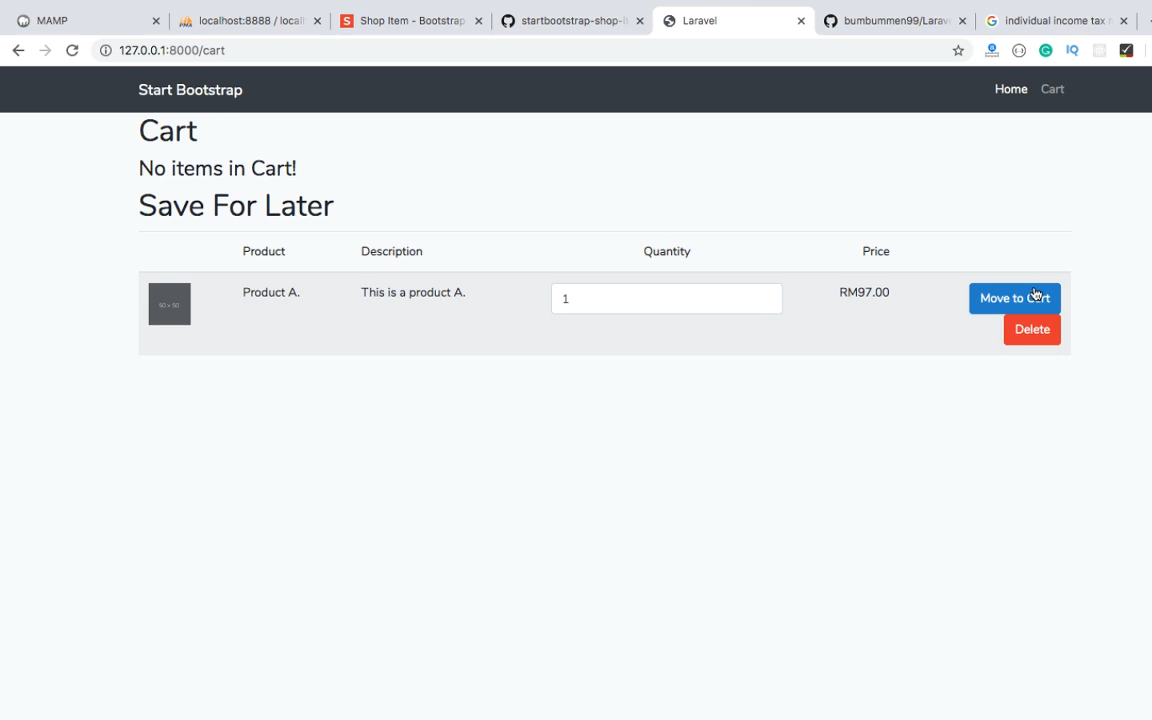 MAMP
localhost:8888 / local
Shop Item - Bootstrap
startbootstrap-shop-i
Laravel
bumbummen99/Larav
individual income tax
127.0.0.1:8000/cart
Start Bootstrap
Home
Cart
Cart
No items in Cart!
Save For Later
Product
Description
Quantity
Price
50 × 50
Product A.
This is a product A.
1
RM97.00
Move to Cart
Delete